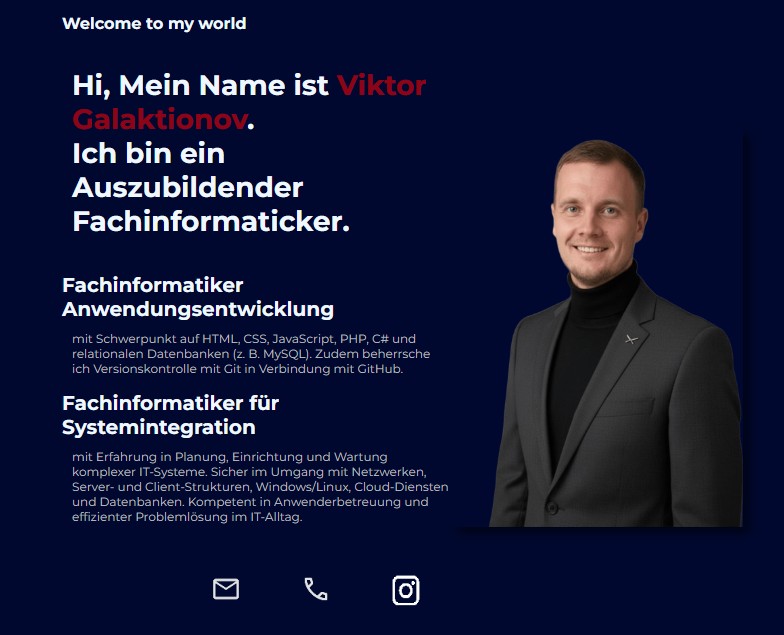 Welcome to my world
Hi, Mein Name ist Viktor
Galaktionov.
Ich bin ein
Auszubildender
Fachinformaticker.
Fachinformatiker
Anwendungsentwicklung
mit Schwerpunkt auf HTML, CSS, JavaScript, PHP, C# und
relationalen Datenbanken (z. B. MySQL). Zudem beherrsche
ich Versionskontrolle mit Git in Verbindung mit GitHub.
Fachinformatiker für
Systemintegration
mit Erfahrung in Planung, Einrichtung und Wartung
komplexer IT-Systeme. Sicher im Umgang mit Netzwerken,
Server- und Client-Strukturen, Windows/Linux, Cloud-Diensten
und Datenbanken. Kompetent in Anwenderbetreuung und
effizienter Problemlösung im IT-Alltag.